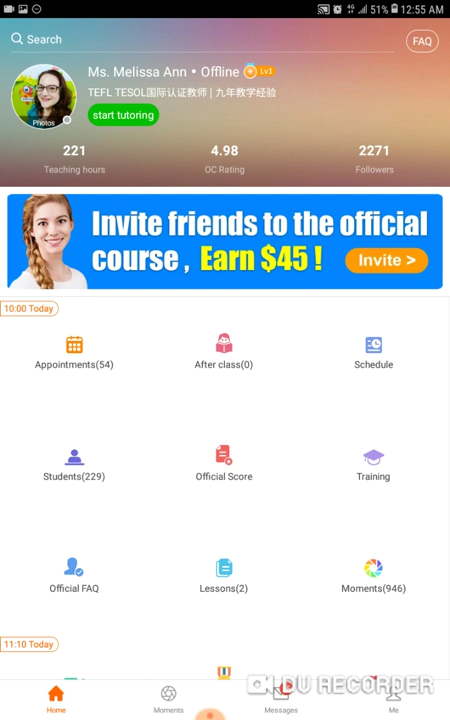 4G 51% 12:55 AM
Search
FAQ
Ms. Melissa Ann • Offline Lv1
TEFL TESOL国际认证教师 | 九年教学经验
Photos
start tutoring
221 4.98 2271
Teaching hours OC Rating Followers
Invite friends to the official
course , Earn $45 !
Invite >
10:00 Today
Appointments(54) After class(0) Schedule
Students(229) Official Score Training
Official FAQ Lessons(2) Moments(946)
11:10 Today
DU RECORDER
Home Moments Messages Me